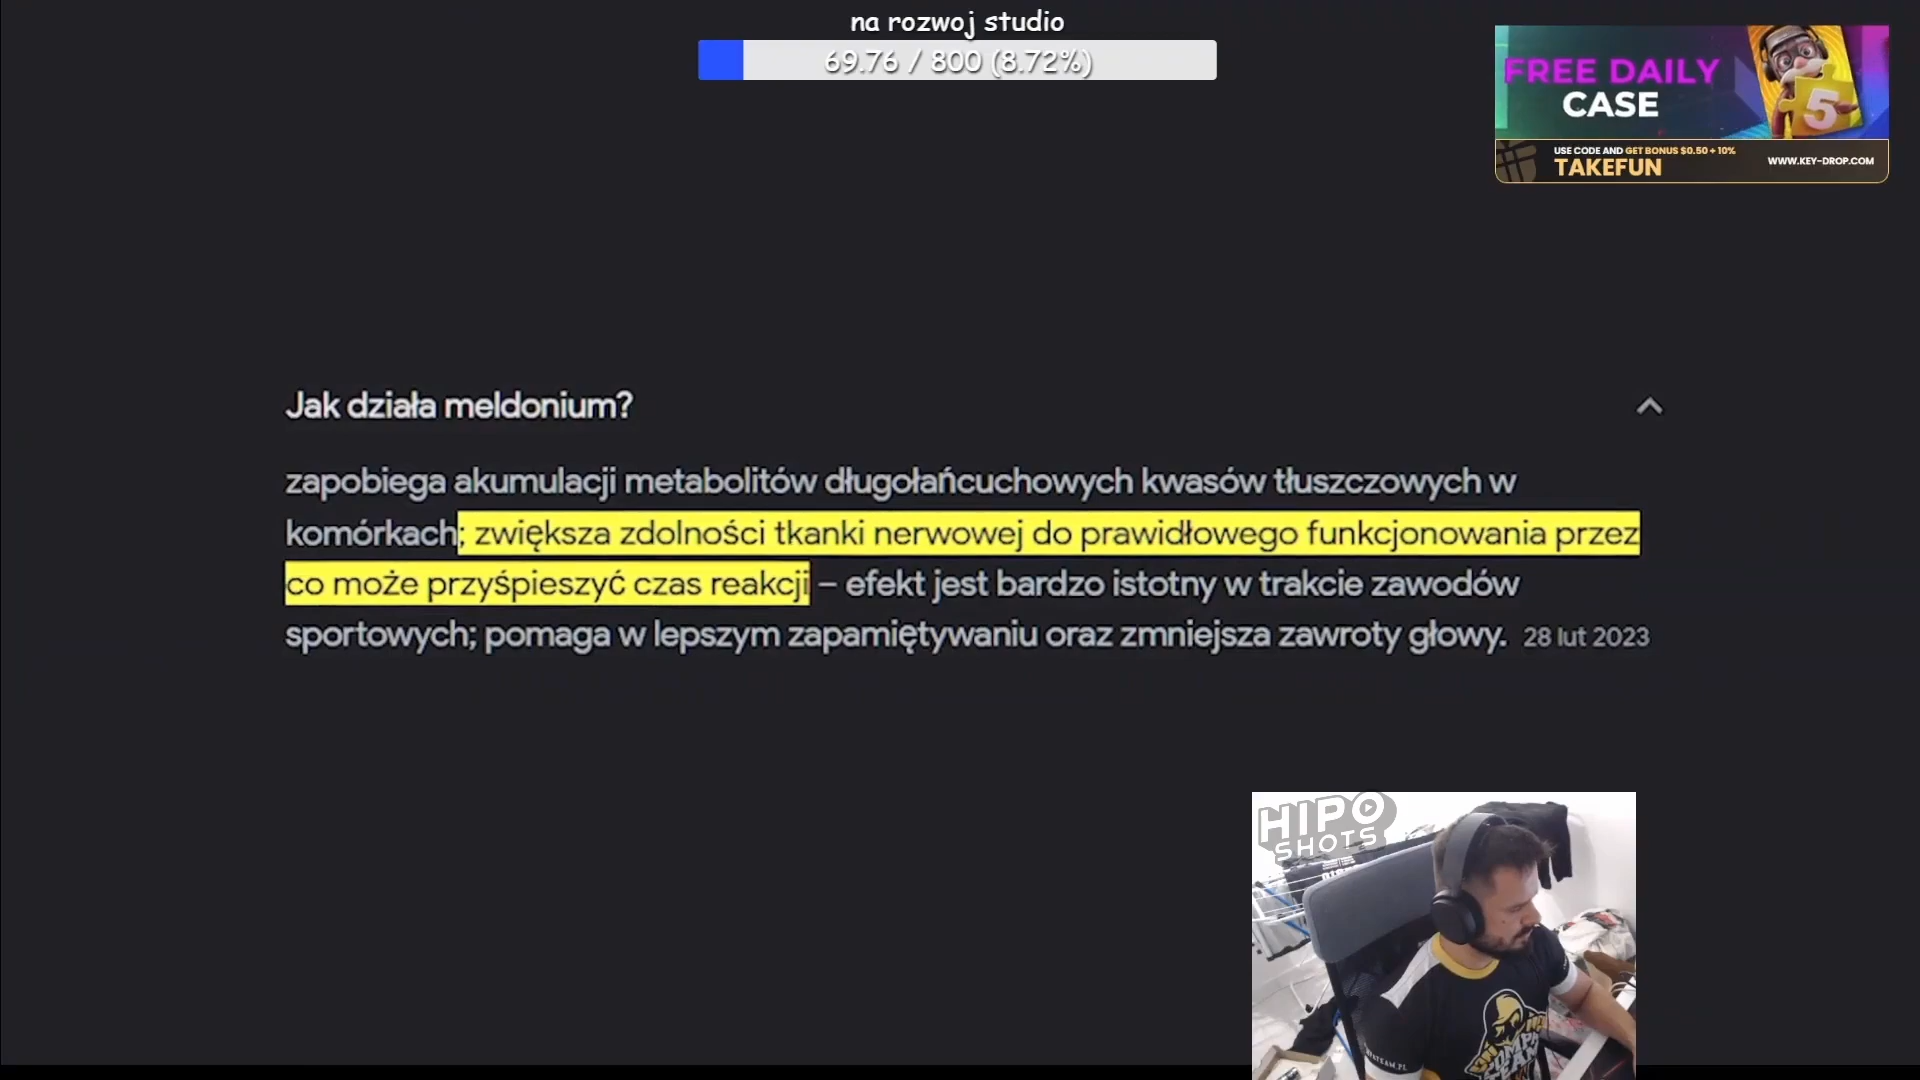 na rozwoj studio
69.76 / 800 (8.72%)
FREE DAILY
CASE
5
USE CODE AND GET BONUS $0.50 + 10%
TAKEFUN
WWW.KEY-DROP.COM
Jak działa meldonium?
zapobiega akumulacji metabolitów długołańcuchowych kwasów tłuszczowych w
komórkach; zwiększa zdolności tkanki nerwowej do prawidłowego funkcjonowania przez
co może przyśpieszyć czas reakcji – efekt jest bardzo istotny w trakcie zawodów
sportowych; pomaga w lepszym zapamiętywaniu oraz zmniejsza zawroty głowy. 28 lut 2023
HIPO
SHOTS
TEAM